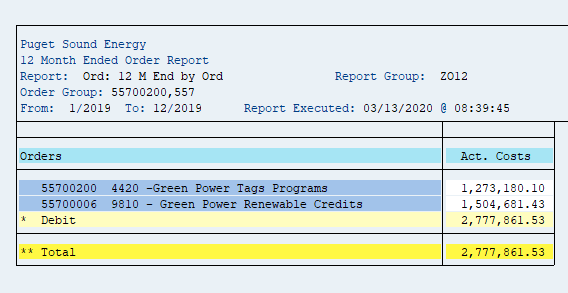 Puget Sound Energy
12 Month Ended Order Report
Report: Ord: 12 M End by Ord Report Group: ZO12
Order Group: 55700200,557
From: 1/2019 To: 12/2019 Report Executed: 03/13/2020 @ 08:39:45
Orders Act. Costs
55700200 4420 -Green Power Tags Programs 1,273,180.10
55700006 9810 - Green Power Renewable Credits 1,504,681.43
* Debit 2,777,861.53
** Total 2,777,861.53